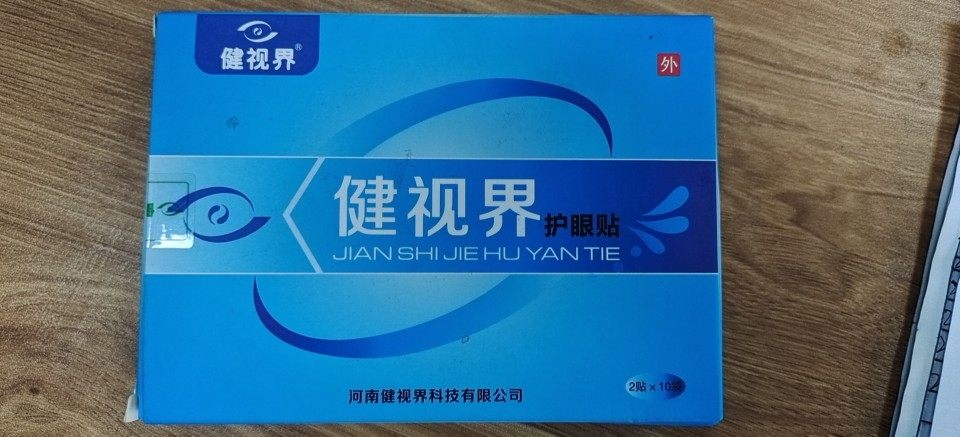 健视界®
外
健视界护眼贴
JIAN SHI JIE HU YAN TIE
河南健视界科技有限公司
2贴×10袋